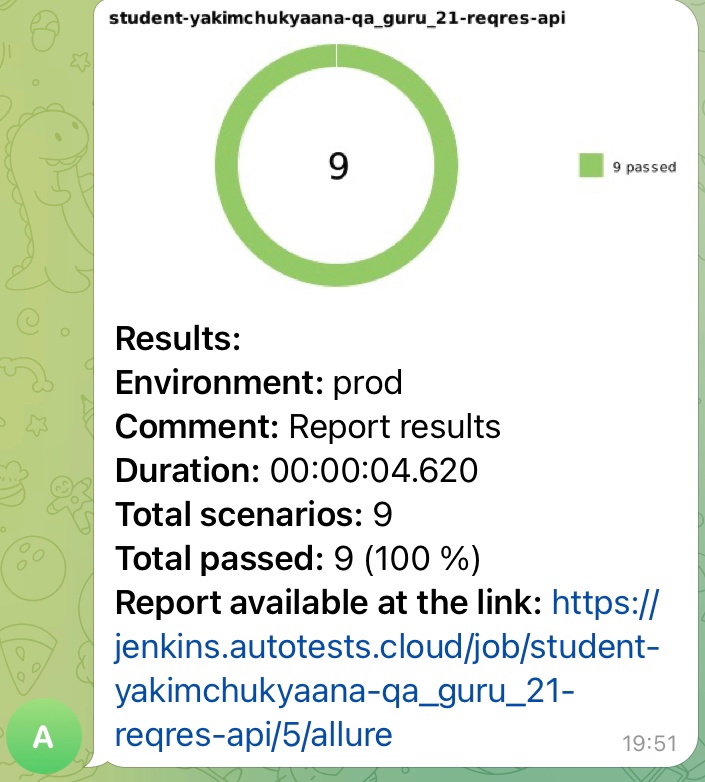 student-yakimchukyaana-qa_guru_21-reqres-api
9
9 passed
Results:
Environment: prod
Comment: Report results
Duration: 00:00:04.620
Total scenarios: 9
Total passed: 9 (100 %)
Report available at the link: https://
jenkins.autotests.cloud/job/student-
yakimchukyaana-qa_guru_21-
reqres-api/5/allure
A
19:51